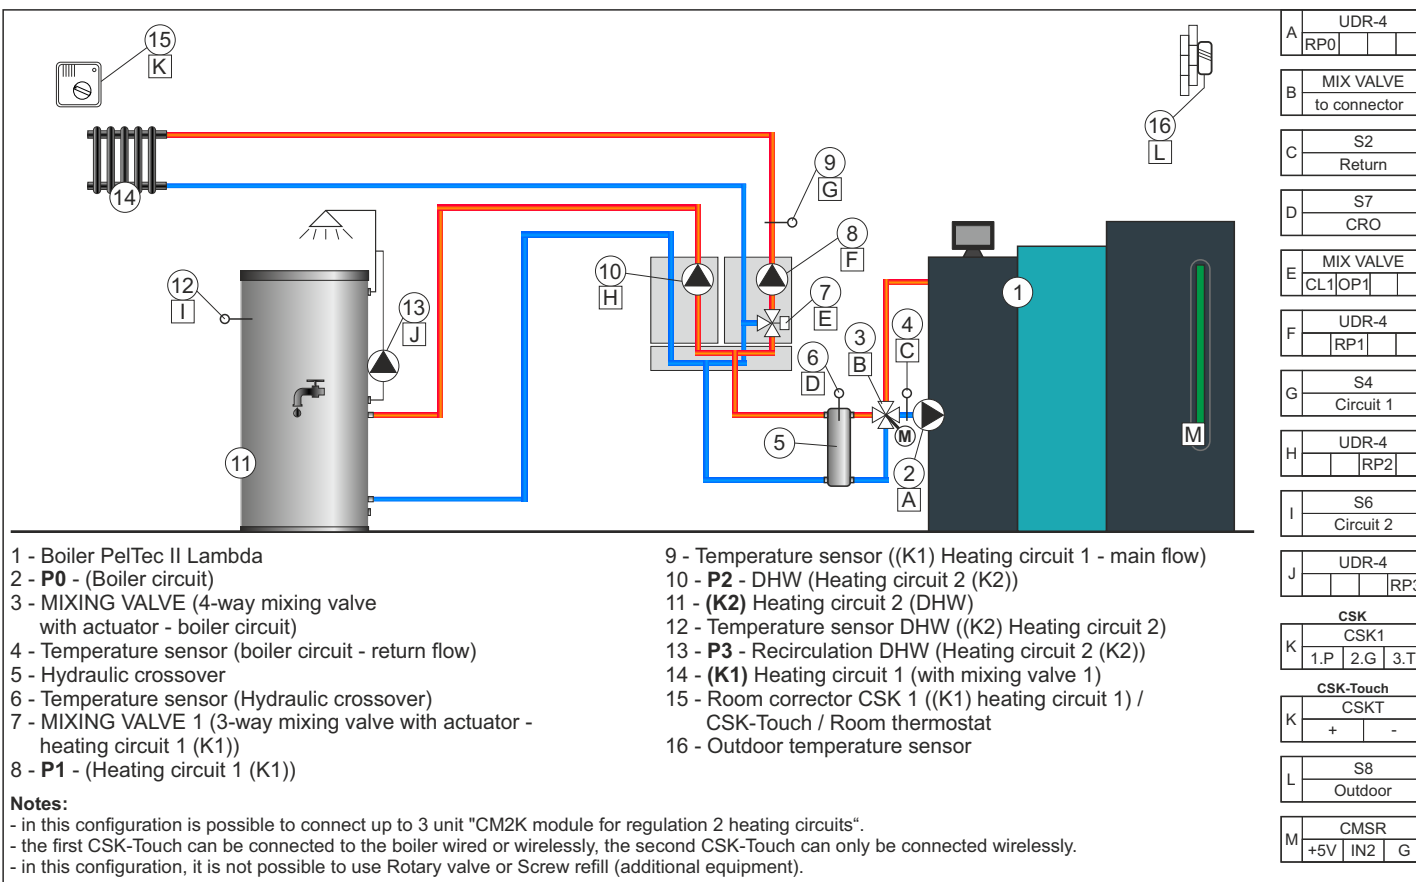 15
K
14
16
L
9
G
8
F
10
H
7
E
12
I
13
J
6
D
3
B
4
C
1
M
M
5
2
A
11
1 - Boiler PelTec II Lambda
2 - P0 - (Boiler circuit)
3 - MIXING VALVE (4-way mixing valve
with actuator - boiler circuit)
4 - Temperature sensor (boiler circuit - return flow)
5 - Hydraulic crossover
6 - Temperature sensor (Hydraulic crossover)
7 - MIXING VALVE 1 (3-way mixing valve with actuator -
heating circuit 1 (K1))
8 - P1 - (Heating circuit 1 (K1))
9 - Temperature sensor ((K1) Heating circuit 1 - main flow)
10 - P2 - DHW (Heating circuit 2 (K2))
11 - (K2) Heating circuit 2 (DHW)
12 - Temperature sensor DHW ((K2) Heating circuit 2)
13 - P3 - Recirculation DHW (Heating circuit 2 (K2))
14 - (K1) Heating circuit 1 (with mixing valve 1)
15 - Room corrector CSK 1 ((K1) heating circuit 1) /
CSK-Touch / Room thermostat
16 - Outdoor temperature sensor
Notes:
- in this configuration is possible to connect up to 3 unit "CM2K module for regulation 2 heating circuits“.
- the first CSK-Touch can be connected to the boiler wired or wirelessly, the second CSK-Touch can only be connected wirelessly.
- in this configuration, it is not possible to use Rotary valve or Screw refill (additional equipment).
A UDR-4
RP0
B MIX VALVE
to connector
C S2
Return
D S7
CRO
E MIX VALVE
CL1 OP1
F UDR-4
RP1
G S4
Circuit 1
H UDR-4
RP2
I S6
Circuit 2
J UDR-4
RP3
CSK
K CSK1
1.P 2.G 3.T
CSK-Touch
K CSKT
+ -
L S8
Outdoor
M CMSR
+5V IN2 G